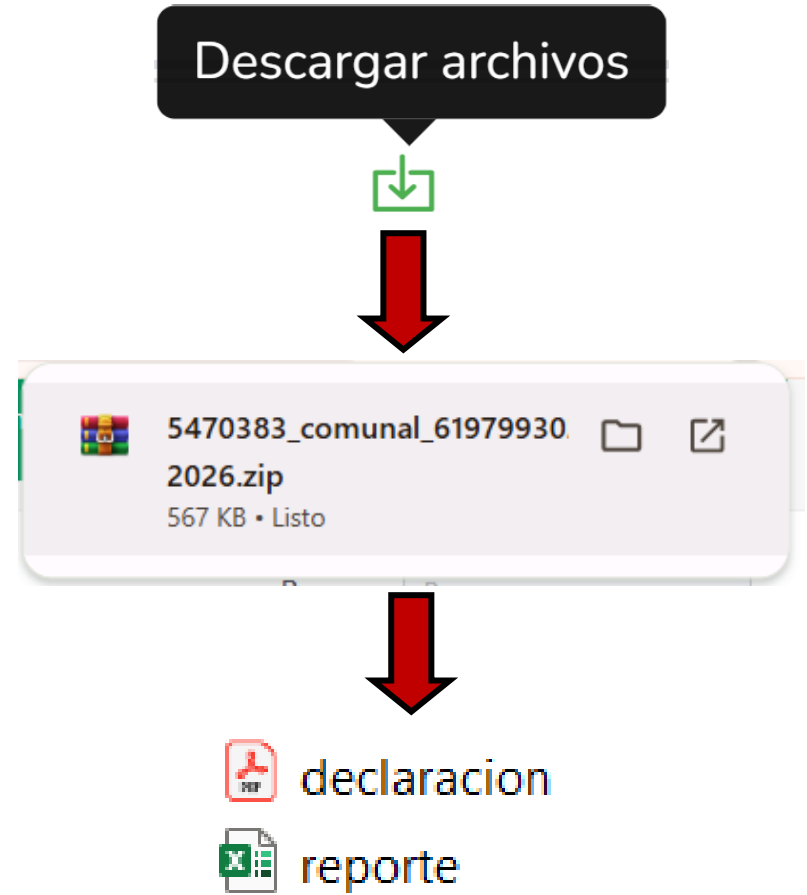 Descargar archivos
5470383_comunal_61979930.
2026.zip
567 KB • Listo
declaracion
reporte